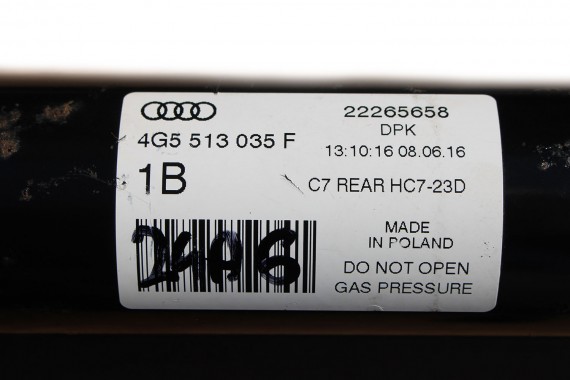 4G5 513 035 F
1B
24A6
22265658
DPK
13:10:16 08.06.16
C7 REAR HC7-23D
MADE
IN POLAND
DO NOT OPEN
GAS PRESSURE